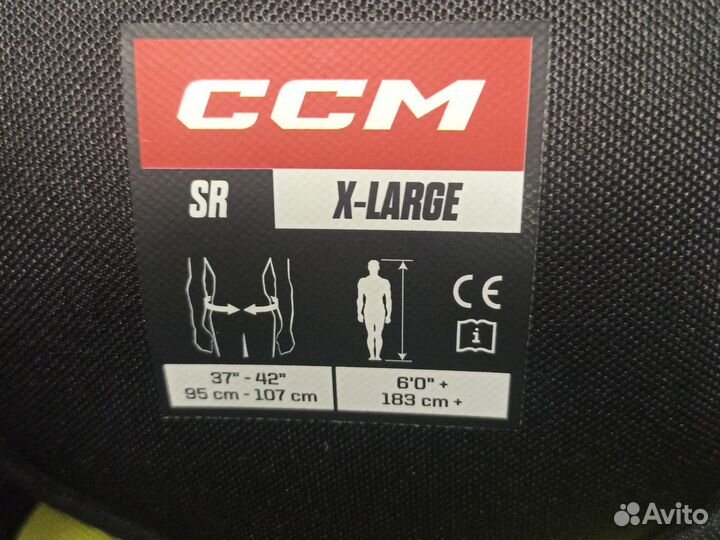 CCM
SR X-LARGE
CE
i
37" - 42" 6'0" +
95 cm - 107 cm 183 cm +
Avito